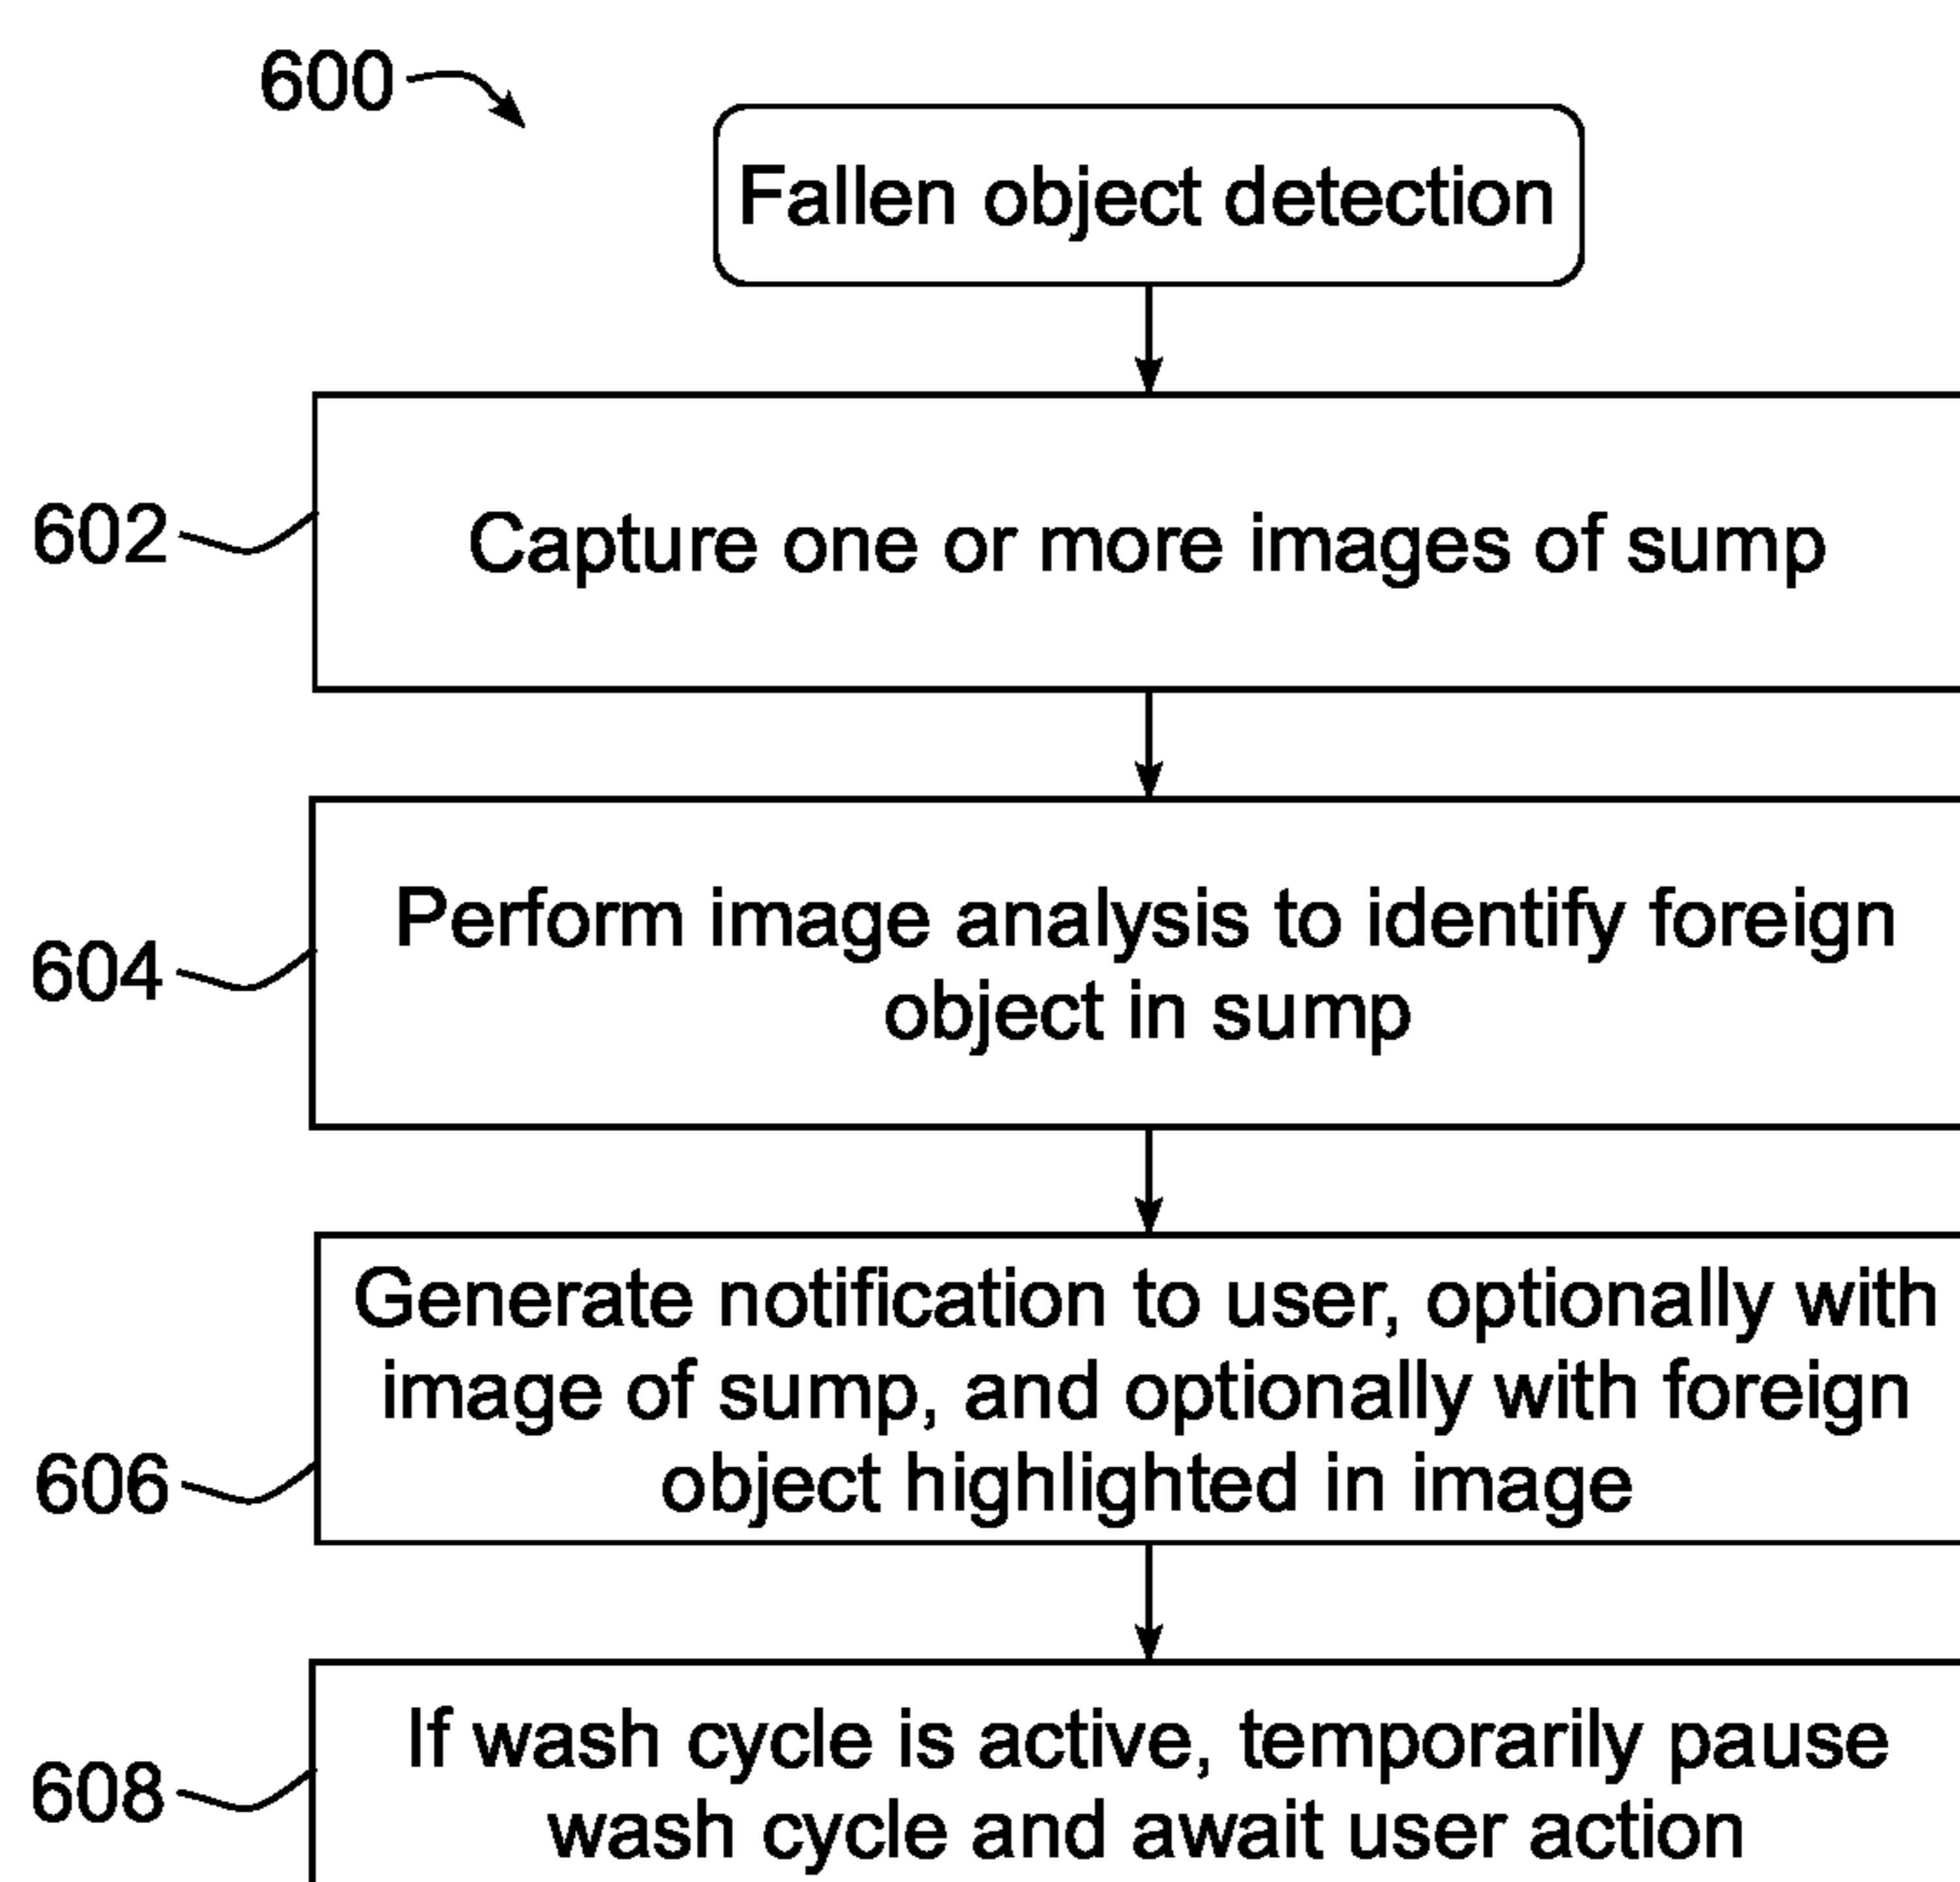 600
Fallen object detection
602
Capture one or more images of sump
604
Perform image analysis to identify foreign
object in sump
606
Generate notification to user, optionally with
image of sump, and optionally with foreign
object highlighted in image
608
If wash cycle is active, temporarily pause
wash cycle and await user action